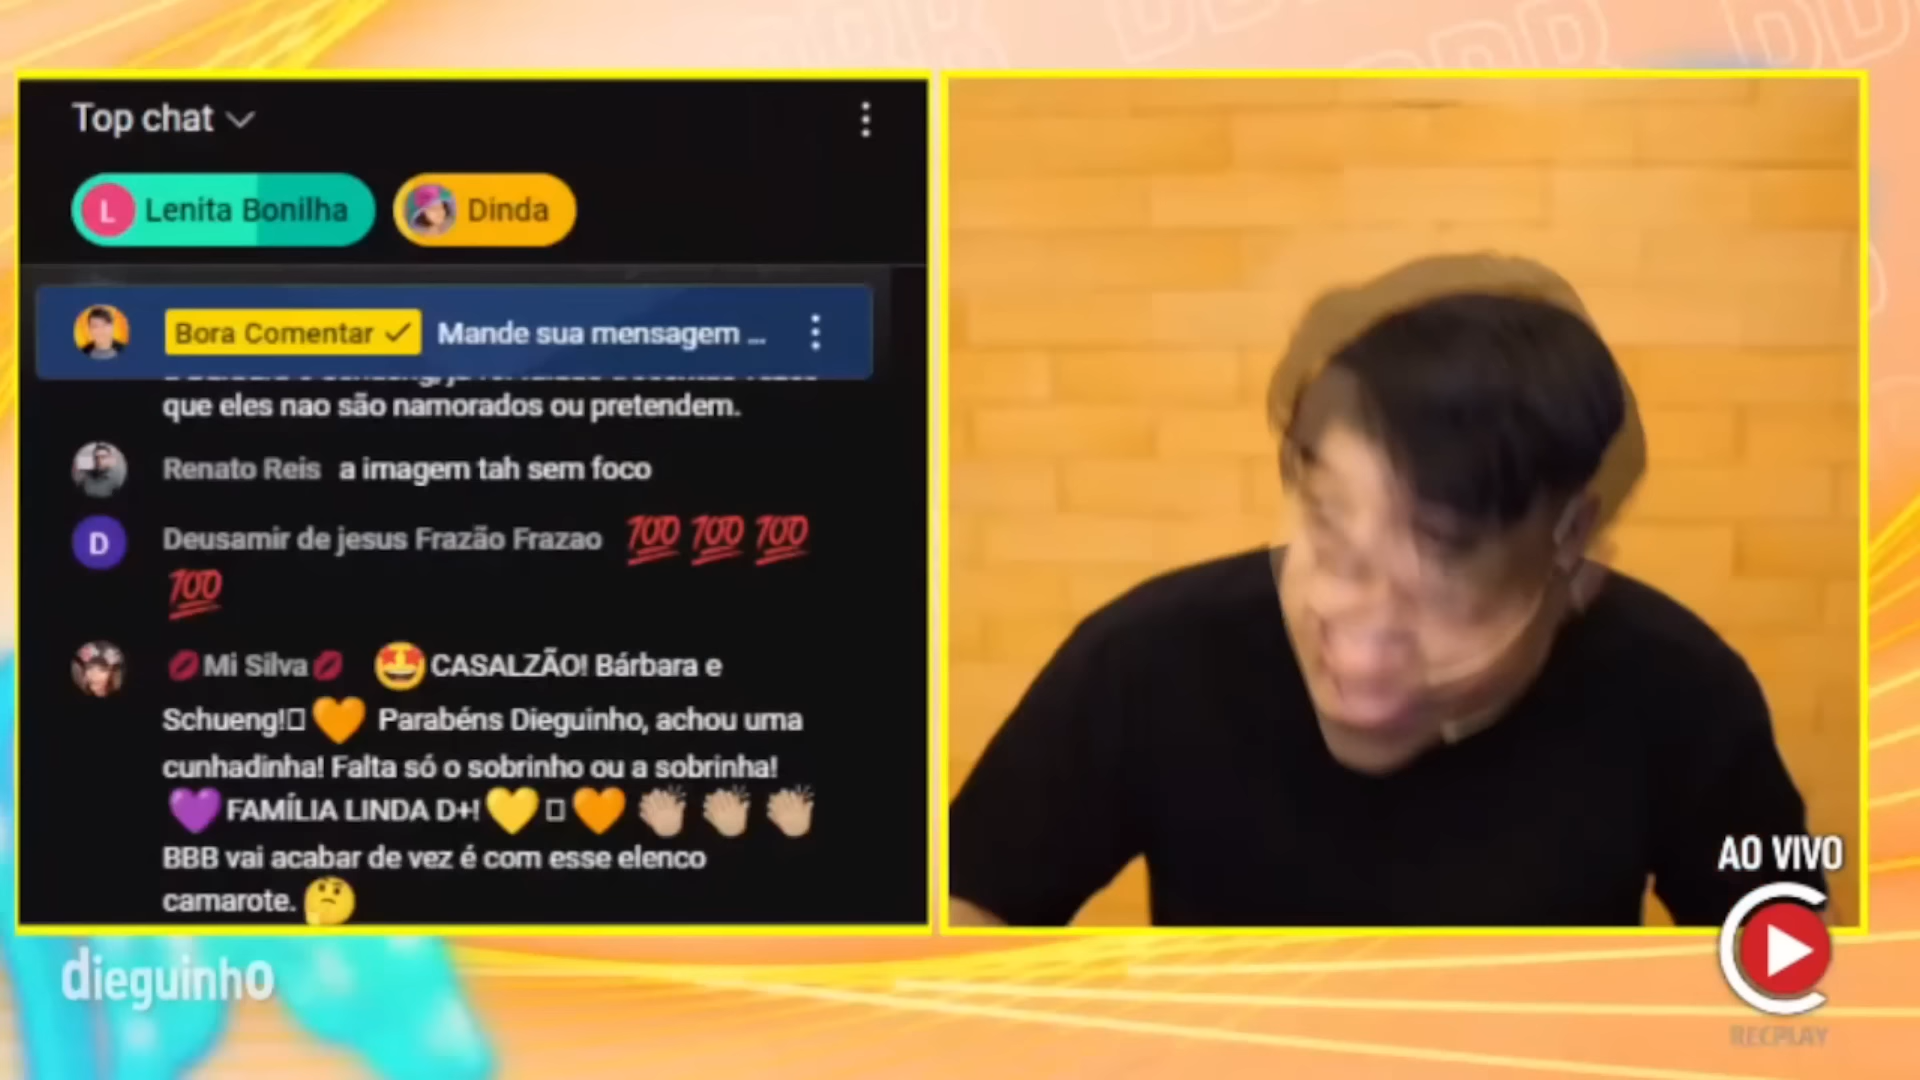 Top chat
L Lenita Bonilha Dinda
Bora Comentar Mande sua mensagem ...
que eles nao são namorados ou pretendem.
Renato Reis a imagem tah sem foco
D Deusamir de jesus Frazão Frazao 💯 💯 💯
💯
💋Mi Silva💋 🤩CASALZÃO! Bárbara e
Schueng!▯🧡 Parabéns Dieguinho, achou uma
cunhadinha! Falta só o sobrinho ou a sobrinha!
💜FAMÍLIA LINDA D+!💛▯🧡👏🏼👏🏼👏🏼
BBB vai acabar de vez é com esse elenco
camarote.🤔
AO VIVO
dieguinho
RECPLAY